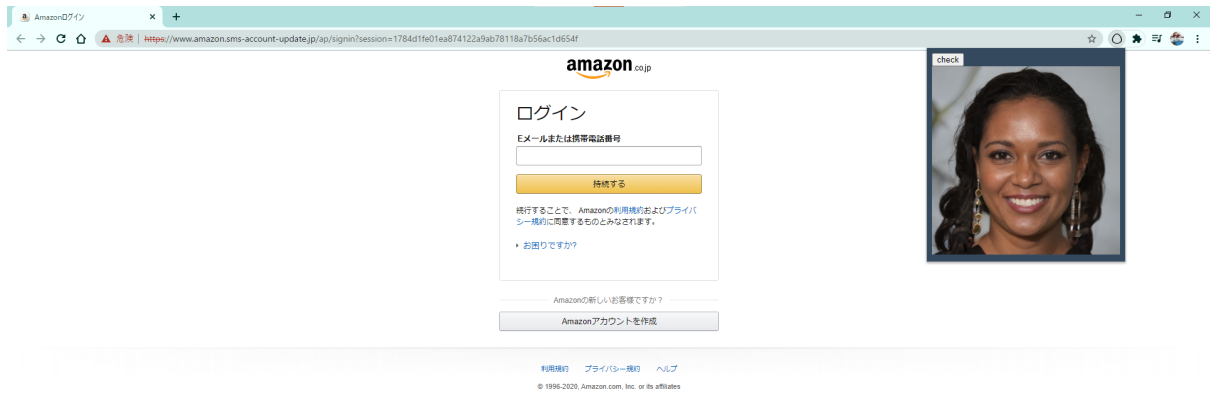 Amazonログイン
危険 | https://www.amazon.sms-account-update.jp/ap/signin?session=1784d1fe01ea874122a9ab78118a7b56ac1d654f
check
amazon.co.jp
ログイン
Eメールまたは携帯電話番号
持続する
続行することで、 Amazonの利用規約およびプライバ
シー規約に同意するものとみなされます。
お困りですか?
Amazonの新しいお客様ですか？
Amazonアカウントを作成
利用規約 プライバシー規約 ヘルプ
© 1996-2020, Amazon.com, Inc. or its affiliates